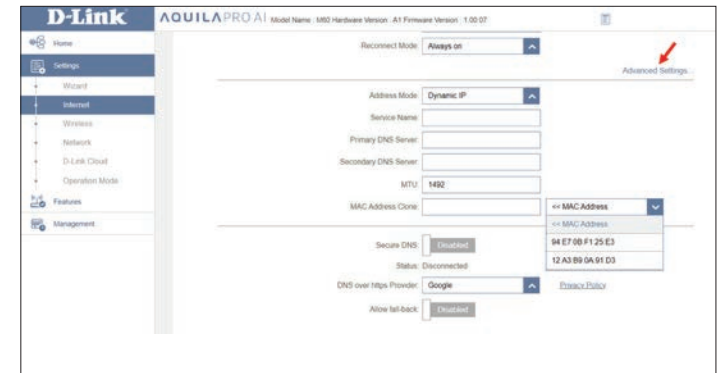 D-Link
AQUILA PRO AI Model Name : M60 Hardware Version : A1 Firmware Version : 1.00.07
Home
Settings
Wizard
Internet
Wireless
Network
D-Link Cloud
Operation Mode
Features
Management
Reconnect Mode: Always on
Advanced Settings...
Address Mode: Dynamic IP
Service Name:
Primary DNS Server:
Secondary DNS Server:
MTU: 1492
MAC Address Clone: << MAC Address
<< MAC Address
94:E7:0B:F1:25:E3
12:A3:B9:0A:91:D3
Secure DNS: Disabled
Status: Disconnected
DNS over https Provider: Google Privacy Policy
Allow fall-back: Disabled